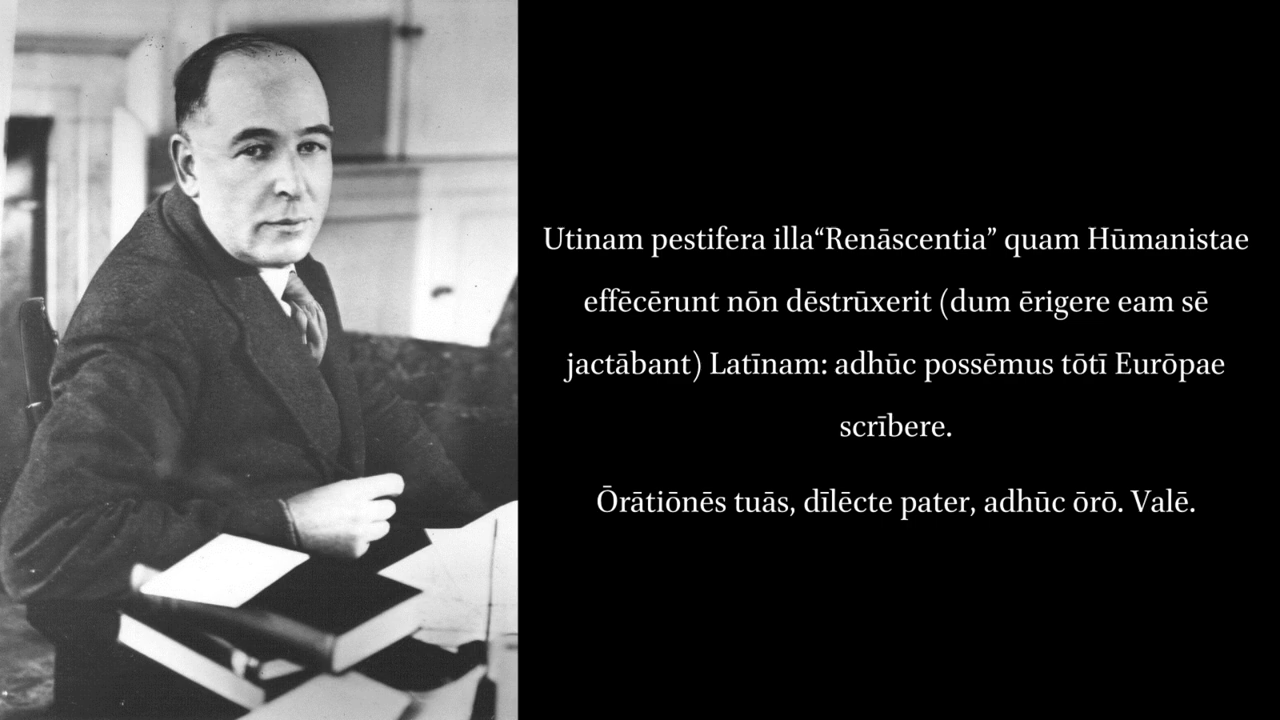 Utinam pestifera illa“Renāscentia” quam Hūmanistae
effēcērunt nōn dēstrūxerit (dum ērigere eam sē
jactābant) Latīnam: adhūc possēmus tōtī Eurōpae
scrībere.
Ōrātiōnēs tuās, dīlēcte pater, adhūc ōrō. Valē.